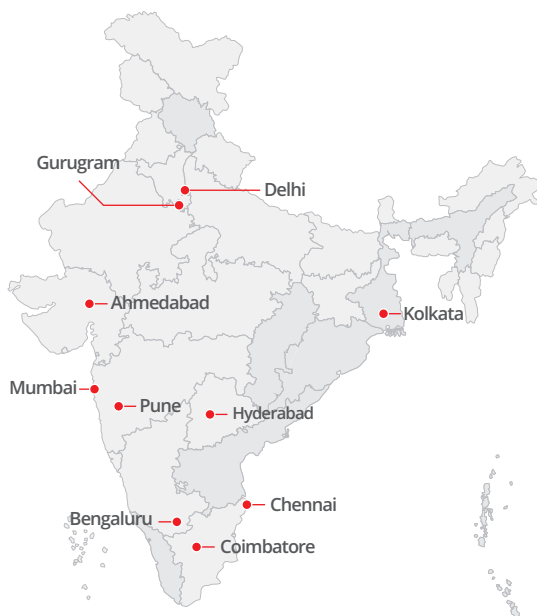 Gurugram
Delhi
Ahmedabad
Kolkata
Mumbai
Pune
Hyderabad
Chennai
Bengaluru
Coimbatore